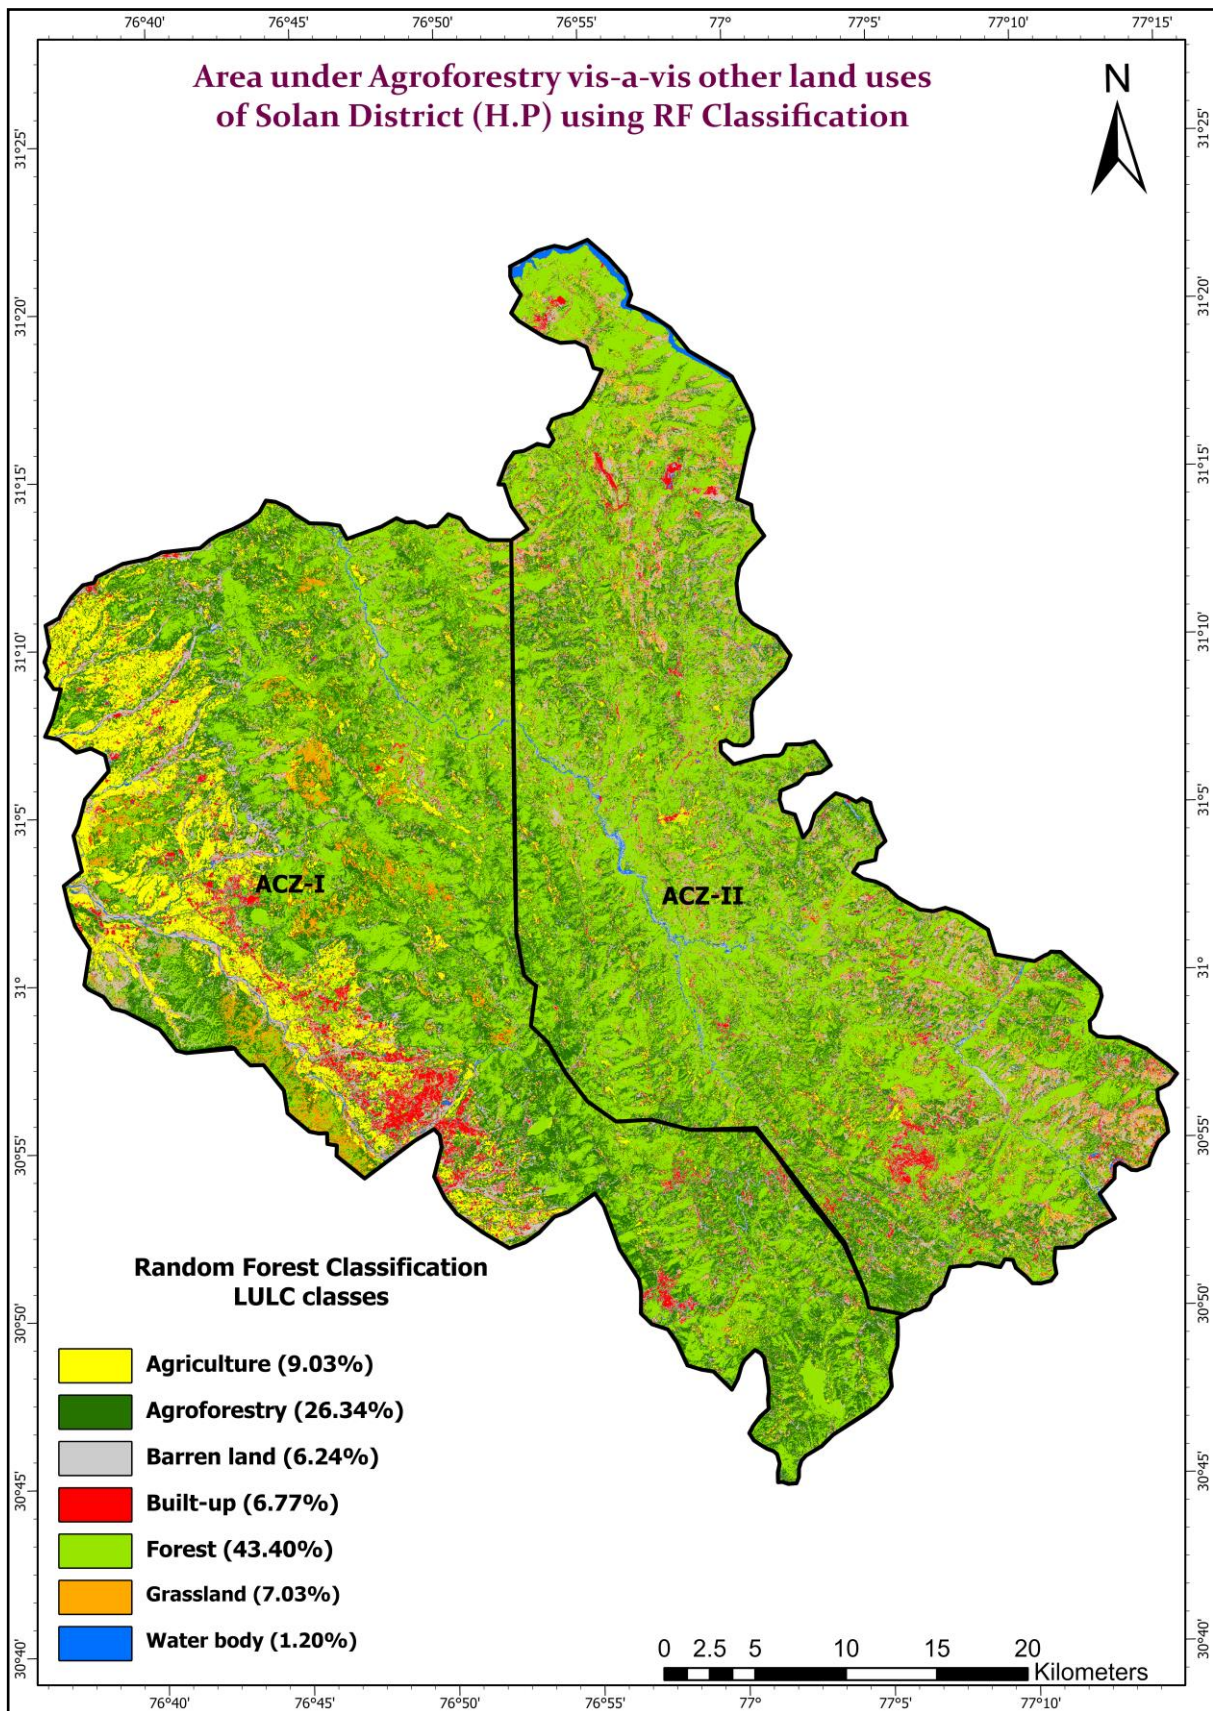 76°40' 76°45' 76°50' 76°55' 77° 77°5' 77°10' 77°15'
Area under Agroforestry vis-a-vis other land uses
of Solan District (H.P) using RF Classification
N
31°25' 31°25'
31°20' 31°20'
31°15' 31°15'
31°10' 31°10'
31°5' 31°5'
ACZ-I ACZ-II
31° 31°
30°55' 30°55'
Random Forest Classification
LULC classes
30°50' 30°50'
Agriculture (9.03%)
Agroforestry (26.34%)
Barren land (6.24%)
30°45' 30°45'
Built-up (6.77%)
Forest (43.40%)
Grassland (7.03%)
Water body (1.20%)
30°40' 30°40'
0 2.5 5 10 15 20
Kilometers
76°40' 76°45' 76°50' 76°55' 77° 77°5' 77°10'